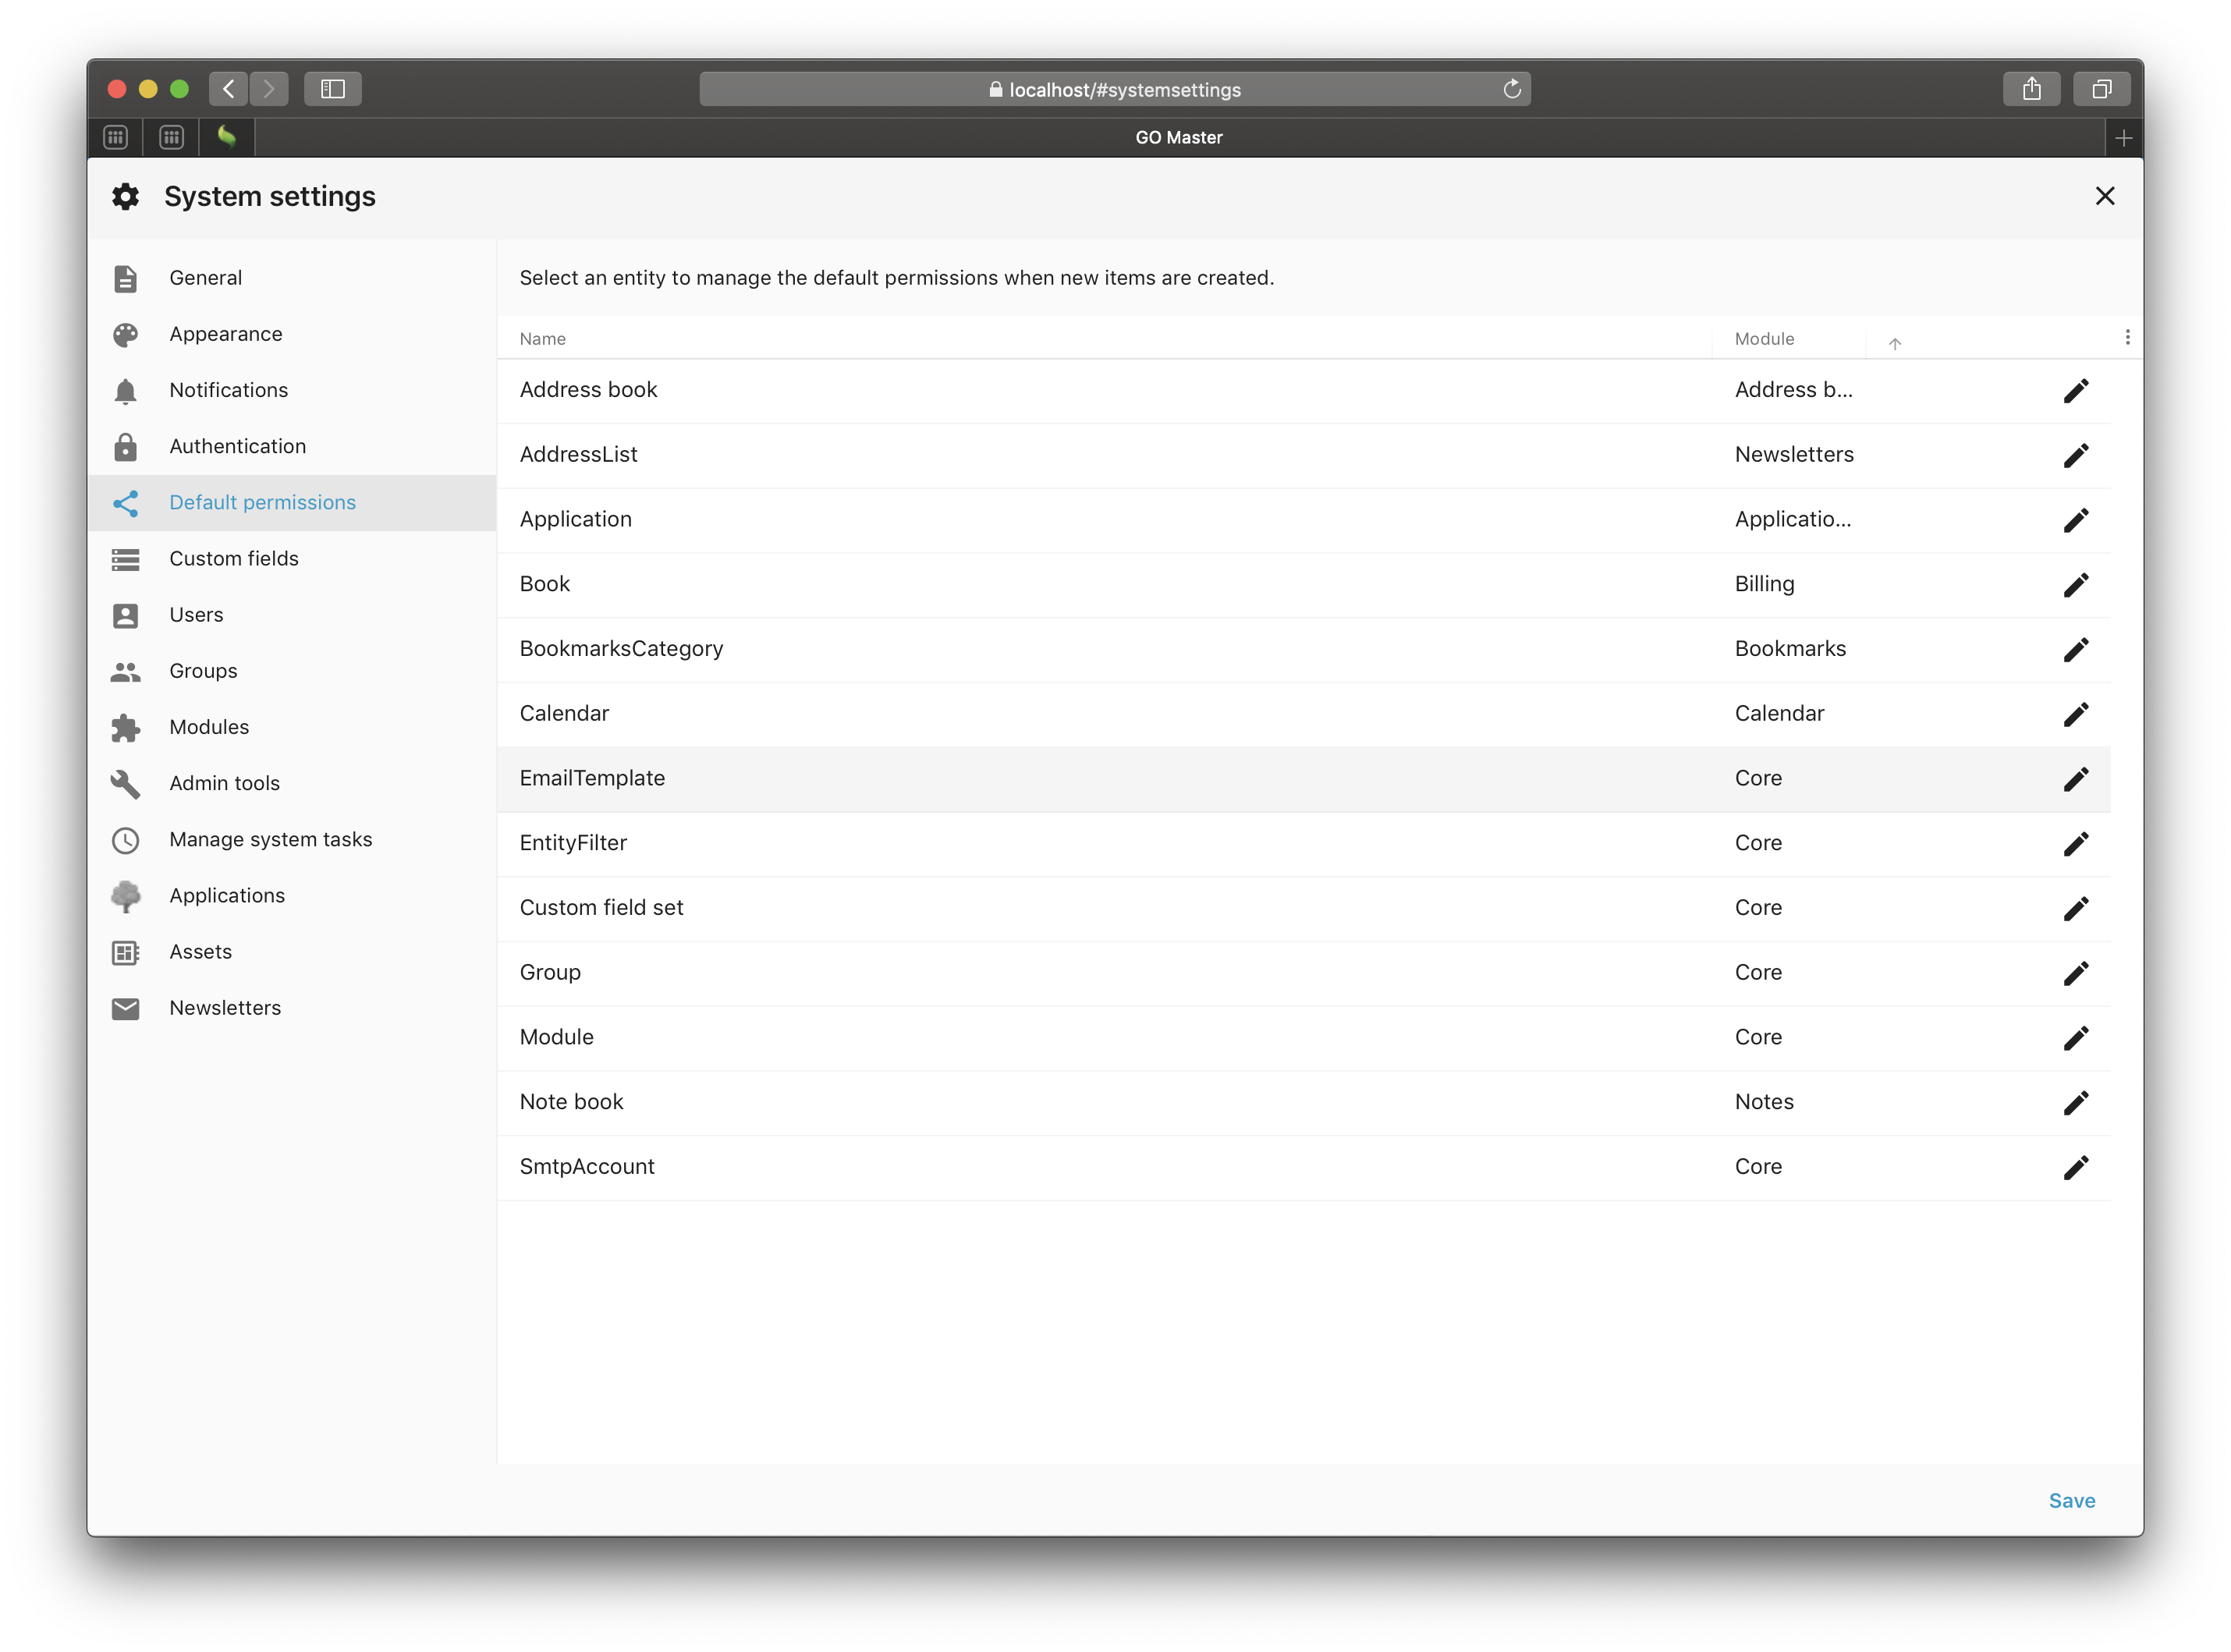 localhost/#systemsettings
GO Master
System settings
General
Appearance
Notifications
Authentication
Default permissions
Custom fields
Users
Groups
Modules
Admin tools
Manage system tasks
Applications
Assets
Newsletters
Select an entity to manage the default permissions when new items are created.
Name Module
Address book Address b...
AddressList Newsletters
Application Applicatio...
Book Billing
BookmarksCategory Bookmarks
Calendar Calendar
EmailTemplate Core
EntityFilter Core
Custom field set Core
Group Core
Module Core
Note book Notes
SmtpAccount Core
Save